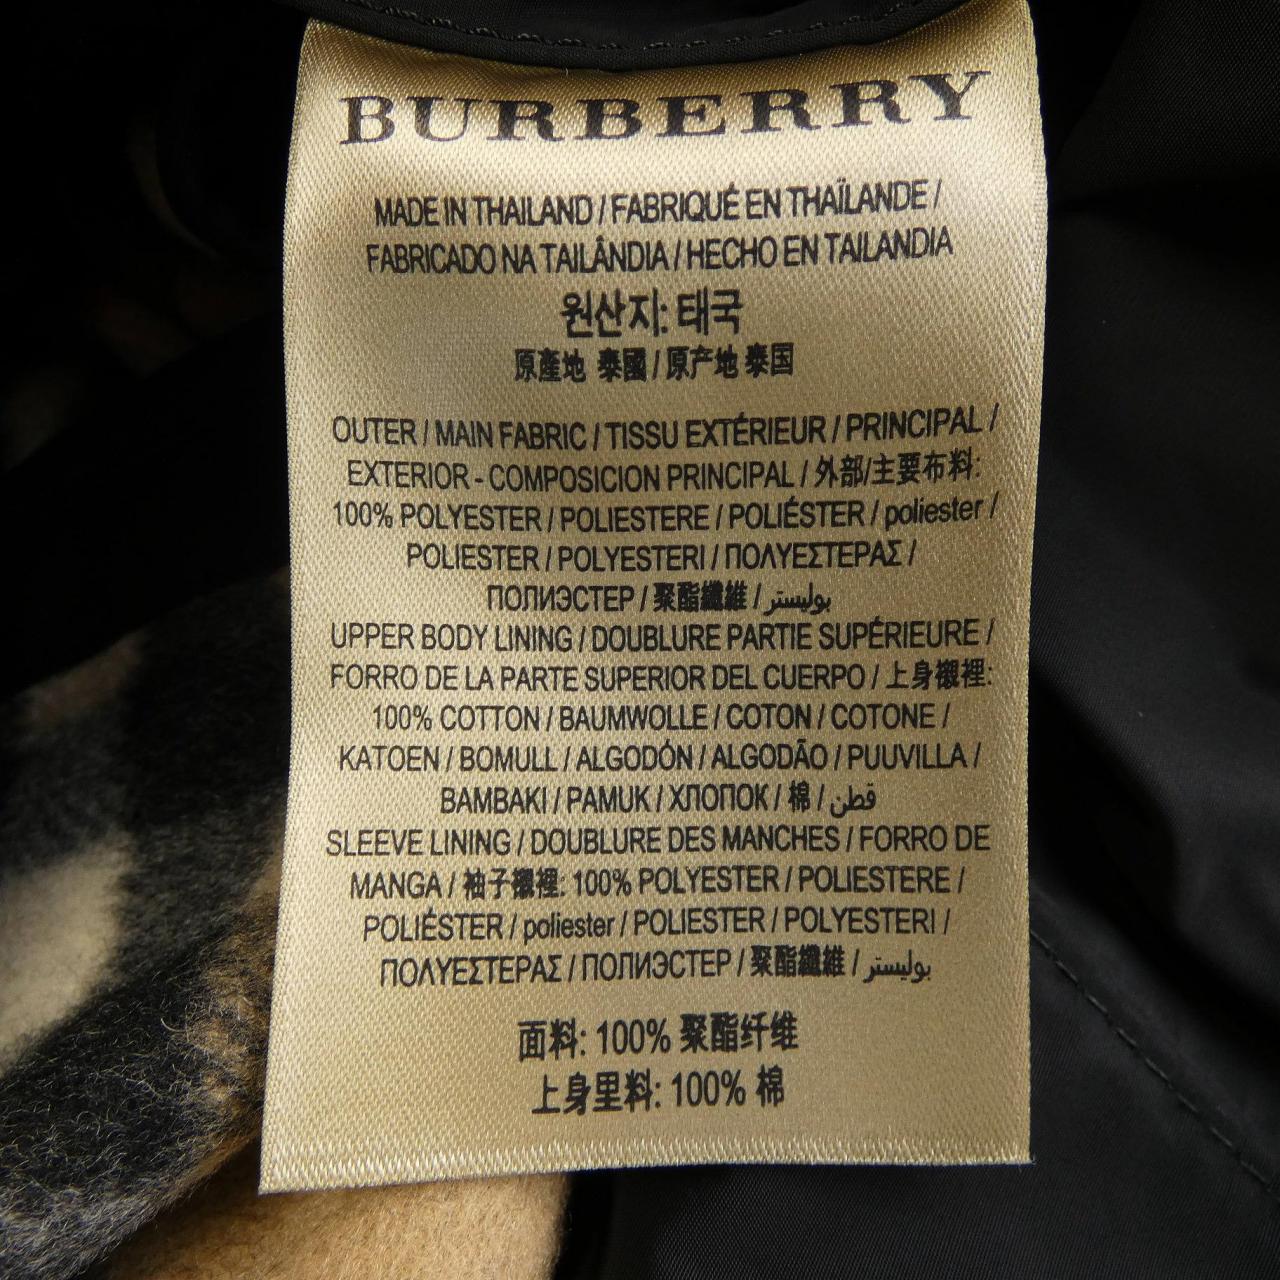 BURBERRY
MADE IN THAILAND / FABRIQUÉ EN THAÏLANDE /
FABRICADO NA TAILÂNDIA / HECHO EN TAILANDIA
원산지: 태국
原產地 泰國 / 原产地 泰国
OUTER / MAIN FABRIC / TISSU EXTÉRIEUR / PRINCIPAL /
EXTERIOR - COMPOSICION PRINCIPAL / 外部/主要布料:
100% POLYESTER / POLIESTERE / POLIÉSTER / poliester /
POLIESTER / POLYESTERI / ΠΟΛΥΕΣΤΕΡΑΣ /
ПОЛИЭСТЕР / 聚酯纖維 / بوليستر
UPPER BODY LINING / DOUBLURE PARTIE SUPÉRIEURE /
FORRO DE LA PARTE SUPERIOR DEL CUERPO / 上身襯裡:
100% COTTON / BAUMWOLLE / COTON / COTONE /
KATOEN / BOMULL / ALGODÓN / ALGODÃO / PUUVILLA /
BAMBAKI / PAMUK / ХЛОПОК / 棉 / قطن
SLEEVE LINING / DOUBLURE DES MANCHES / FORRO DE
MANGA / 袖子襯裡: 100% POLYESTER / POLIESTERE /
POLIÉSTER / poliester / POLIESTER / POLYESTERI /
ΠΟΛΥΕΣΤΕΡΑΣ / ПОЛИЭСТЕР / 聚酯纖維 / بوليستر
面料: 100% 聚酯纤维
上身里料: 100% 棉